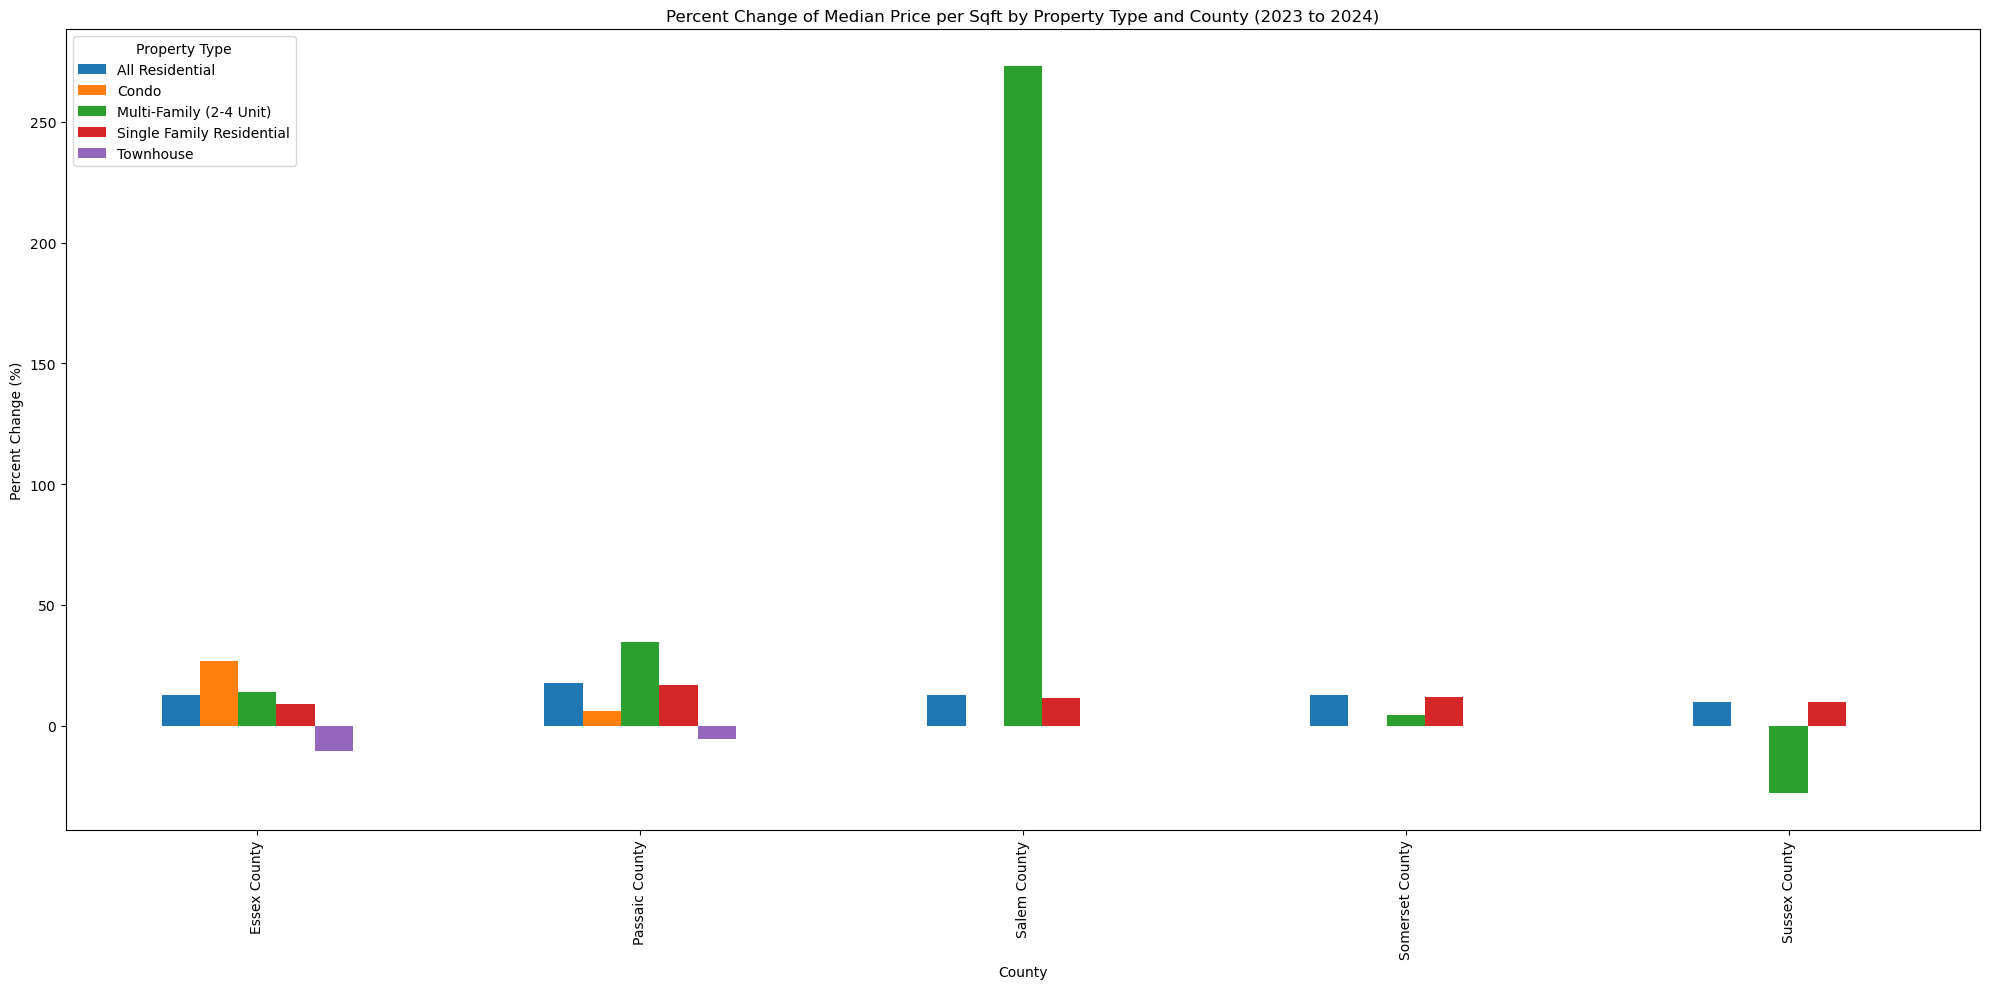 Percent Change of Median Price per Sqft by Property Type and County (2023 to 2024)
Property Type
All Residential
Condo
Multi-Family (2-4 Unit)
Single Family Residential
Townhouse
Percent Change (%)
250
200
150
100
50
0
Essex County
Passaic County
Salem County
Somerset County
Sussex County
County